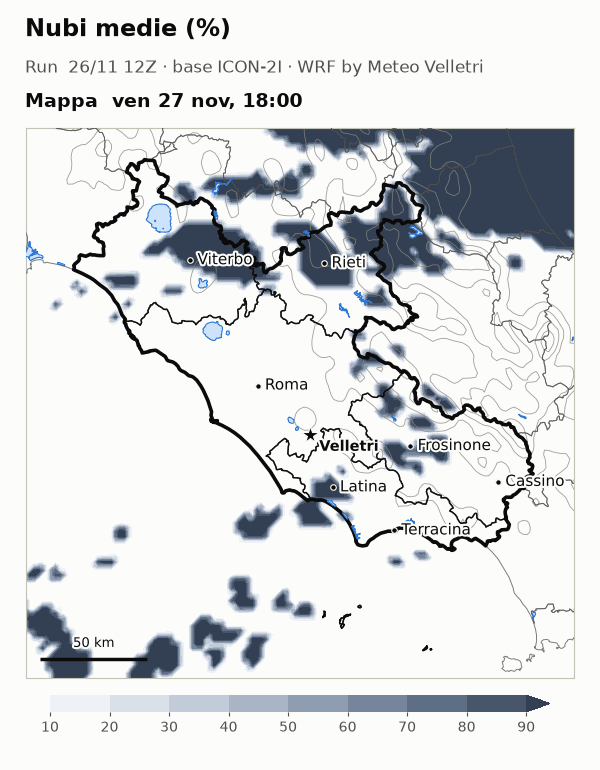 Nubi medie (%)
Run  26/11 12Z · base ICON-2I · WRF by Meteo Velletri
Mappa  ven 27 nov, 18:00
Viterbo
Rieti
Roma
Velletri
Frosinone
Latina
Cassino
Terracina
50 km
10 20 30 40 50 60 70 80 90